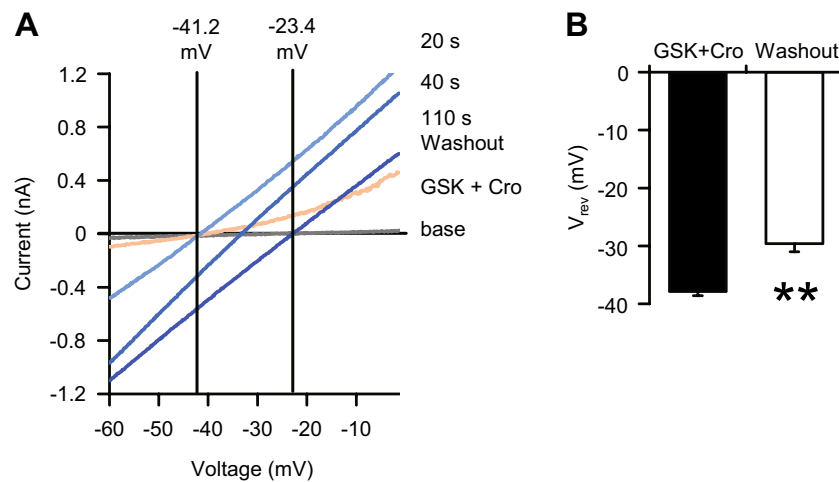 A
-41.2
mV
-23.4
mV
20 s
40 s
110 s
Washout
GSK + Cro
base
1.2
0.8
0.4
0
-0.4
-0.8
-1.2
Current (nA)
-60 -50 -40 -30 -20 -10
Voltage (mV)
B
GSK+Cro Washout
0
-10
-20
-30
-40
Vrev (mV)
**